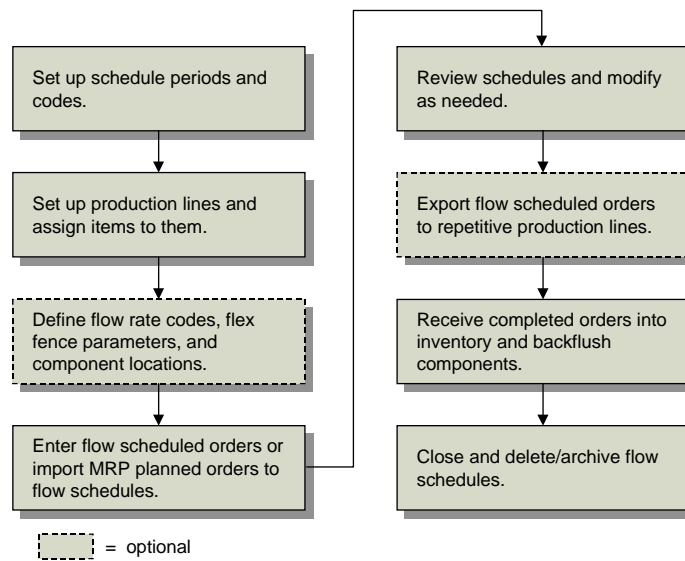 Set up schedule periods and
codes.
Set up production lines and
assign items to them.
Define flow rate codes, flex
fence parameters, and
component locations.
Enter flow scheduled orders or
import MRP planned orders to
flow schedules.
Review schedules and modify
as needed.
Export flow scheduled orders
to repetitive production lines.
Receive completed orders into
inventory and backflush
components.
Close and delete/archive flow
schedules.
= optional